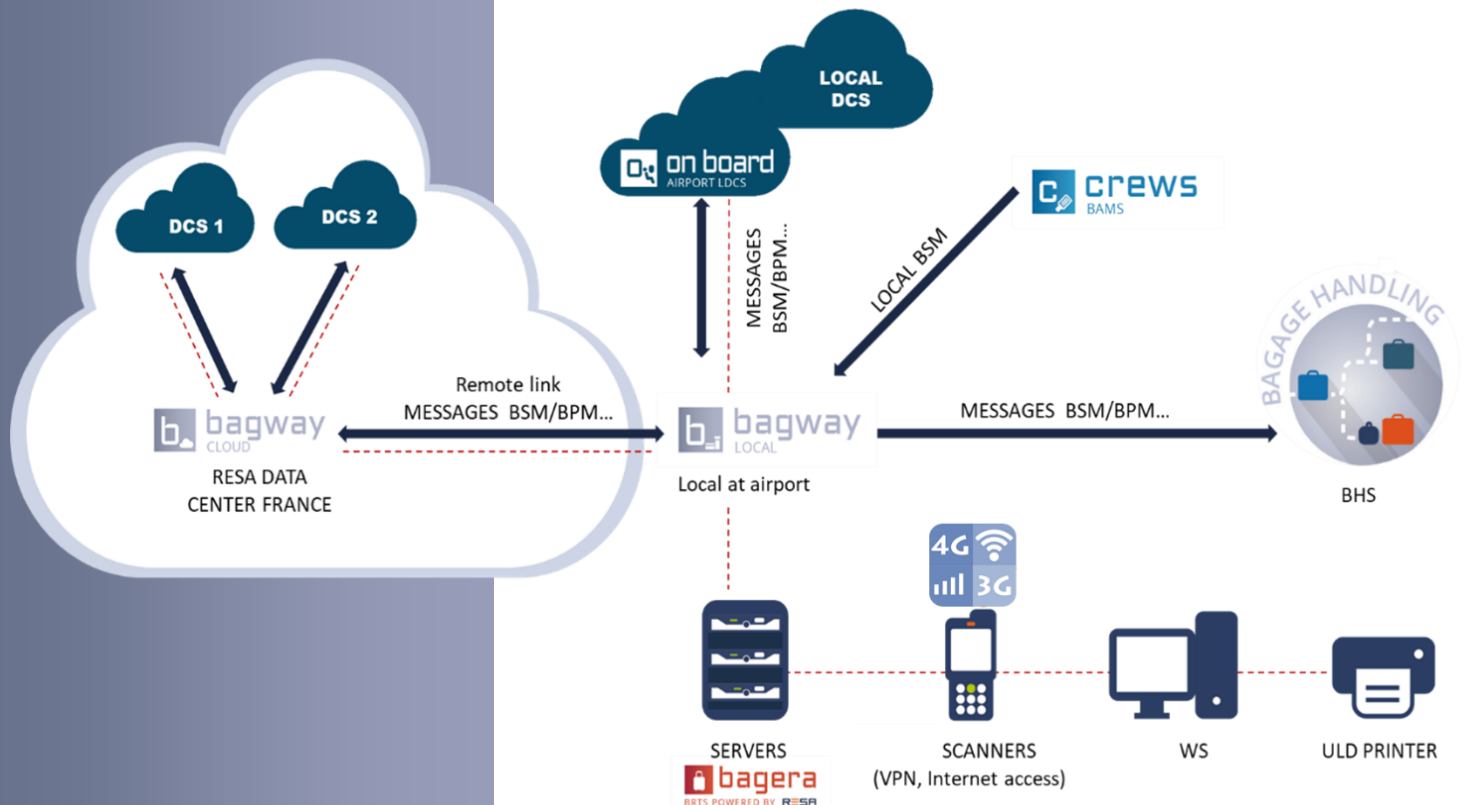 LOCAL
DCS
on board
AIRPORT LDCS
DCS 1
DCS 2
crews
BAMS
MESSAGES
BSM/BPM...
LOCAL BSM
BAGAGE HANDLING
Remote link
MESSAGES BSM/BPM...
MESSAGES BSM/BPM...
b bagway
CLOUD
b bagway
LOCAL
RESA DATA
CENTER FRANCE
Local at airport
BHS
4G
3G
SERVERS
SCANNERS
(VPN, Internet access)
WS
ULD PRINTER
bagera
BRTS POWERED BY RESA